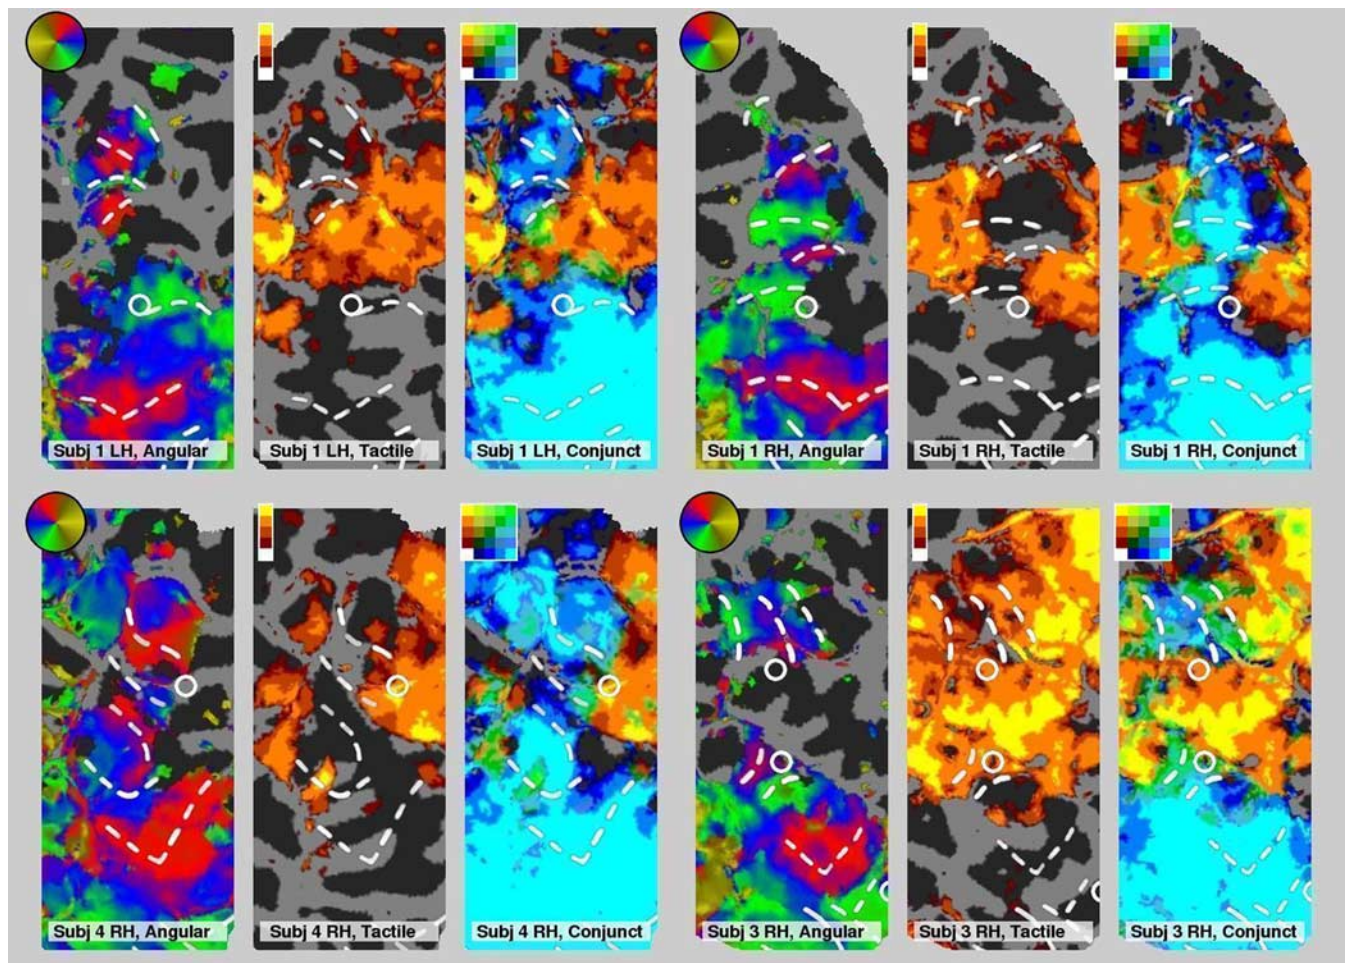 Subj 1 LH, Angular
Subj 1 LH, Tactile
Subj 1 LH, Conjunct
Subj 1 RH, Angular
Subj 1 RH, Tactile
Subj 1 RH, Conjunct
Subj 4 RH, Angular
Subj 4 RH, Tactile
Subj 4 RH, Conjunct
Subj 3 RH, Angular
Subj 3 RH, Tactile
Subj 3 RH, Conjunct